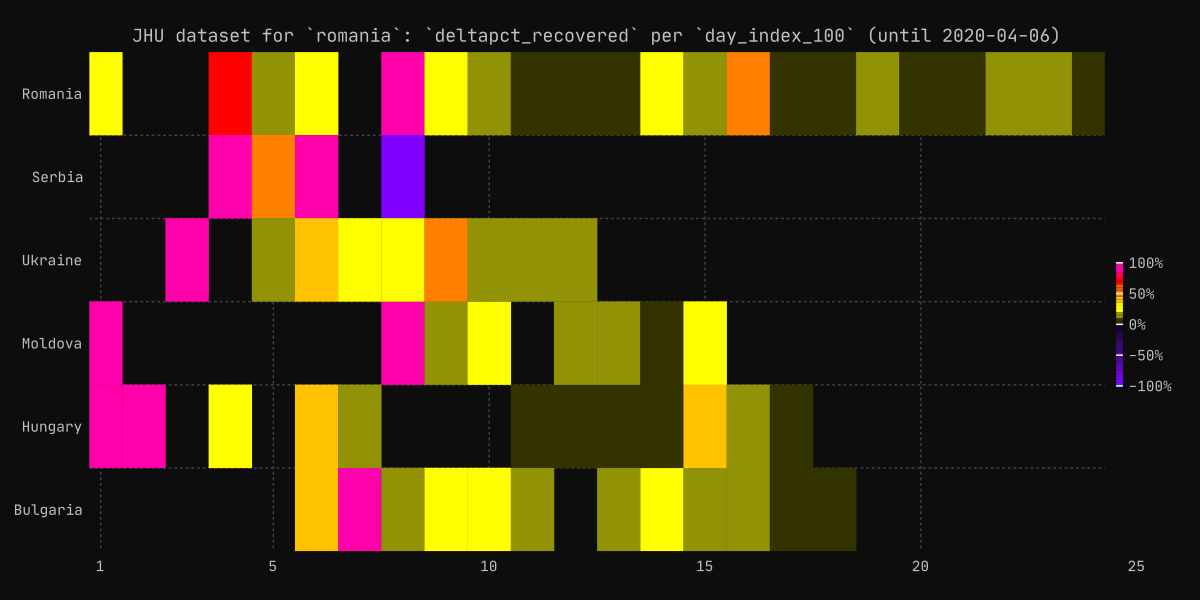 JHU dataset for `romania`: `deltapct_recovered` per `day_index_100` (until 2020-04-06)
Romania
Serbia
Ukraine
Moldova
Hungary
Bulgaria
100%
50%
0%
-50%
-100%
1 5 10 15 20 25